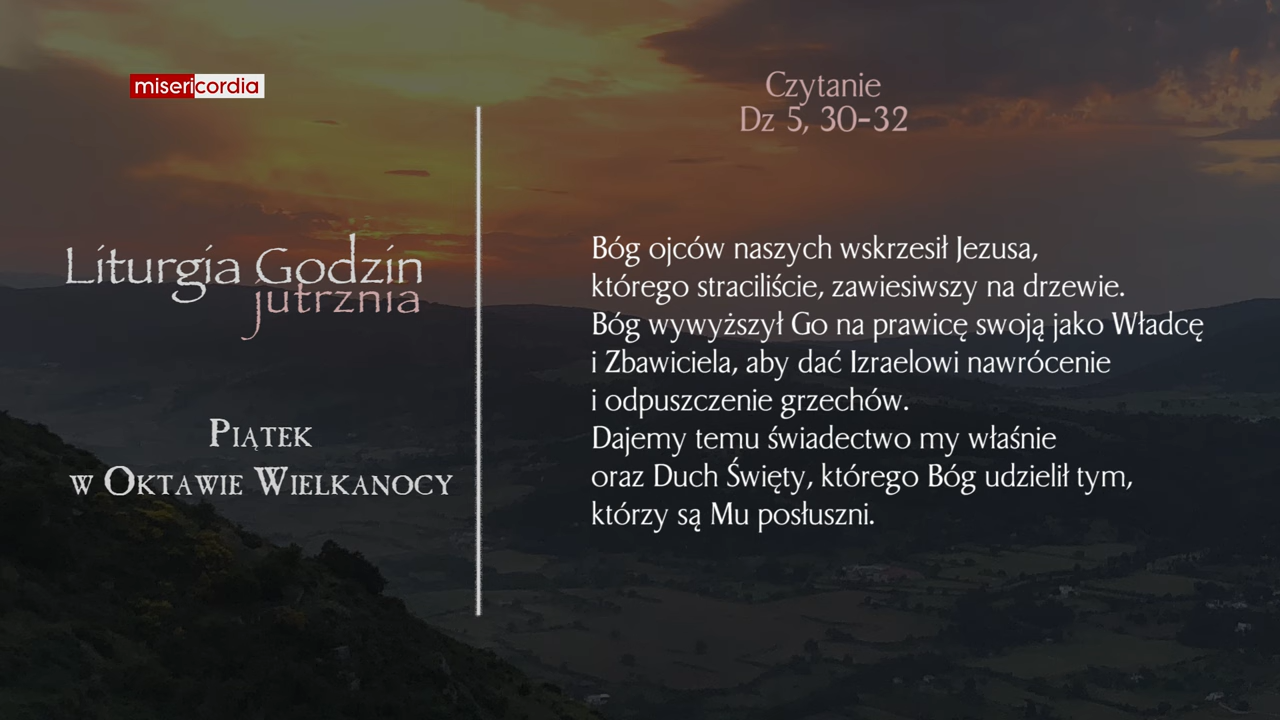 misericordia
Liturgia Godzin
jutrznia
Piątek
w Oktawie Wielkanocy
Czytanie
Dz 5, 30-32
Bóg ojców naszych wskrzesił Jezusa,
którego straciliście, zawiesiwszy na drzewie.
Bóg wywyższył Go na prawicę swoją jako Władcę
i Zbawiciela, aby dać Izraelowi nawrócenie
i odpuszczenie grzechów.
Dajemy temu świadectwo my właśnie
oraz Duch Święty, którego Bóg udzielił tym,
którzy są Mu posłuszni.